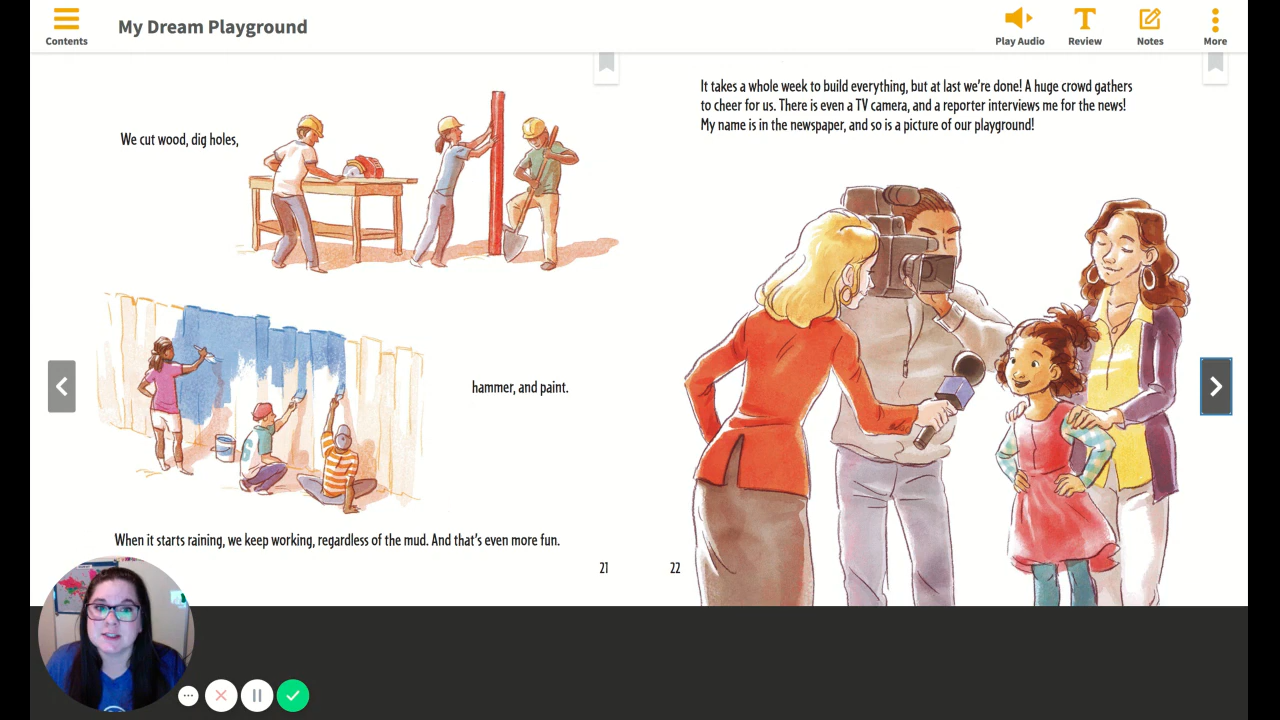 Contents
My Dream Playground
Play Audio
Review
Notes
More
We cut wood, dig holes,
hammer, and paint.
When it starts raining, we keep working, regardless of the mud. And that's even more fun.
21
It takes a whole week to build everything, but at last we're done! A huge crowd gathers
to cheer for us. There is even a TV camera, and a reporter interviews me for the news!
My name is in the newspaper, and so is a picture of our playground!
22